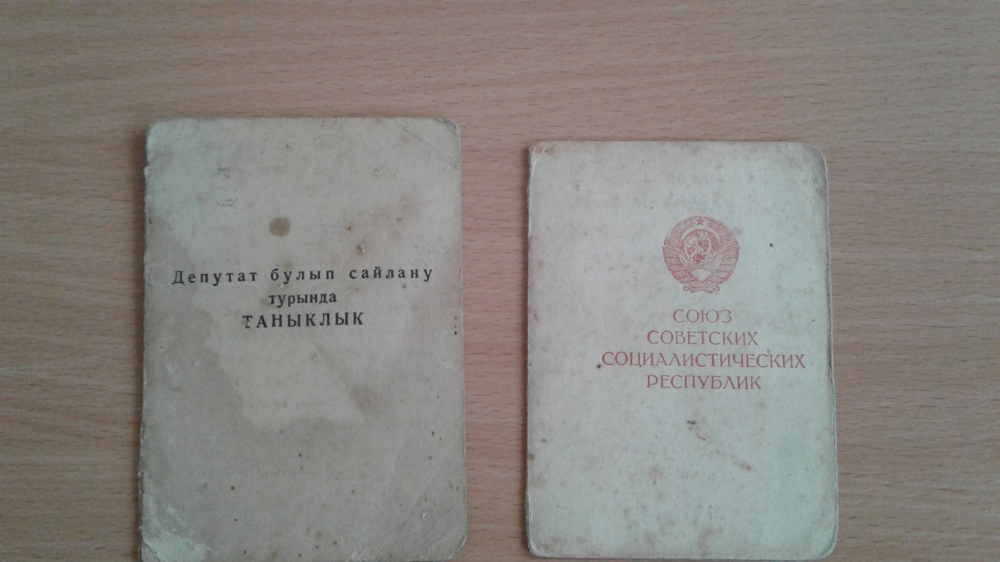 Депутат булып сайлану
турында
ТАНЫКЛЫК
СОЮЗ
СОВЕТСКИХ
СОЦИАЛИСТИЧЕСКИХ
РЕСПУБЛИК